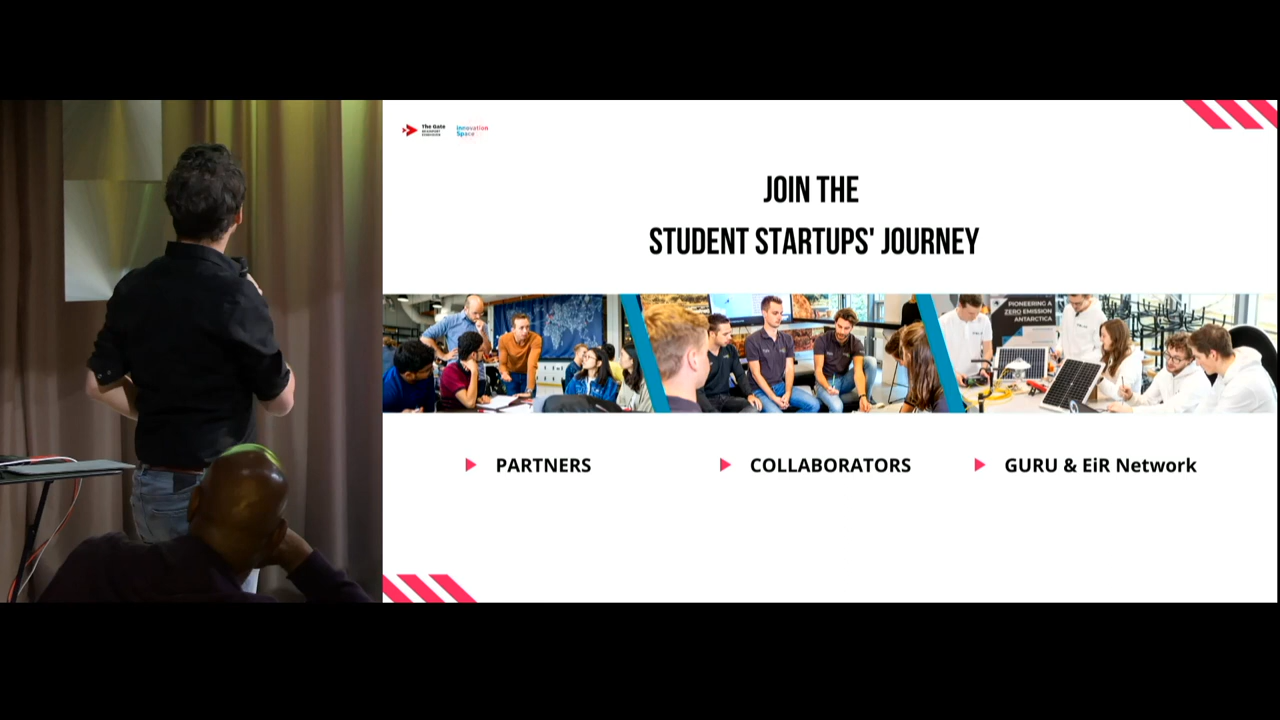 The Gate
innovation
Space
JOIN THE
STUDENT STARTUPS' JOURNEY
PIONEERING A
ZERO EMISSION
ANTARCTICA
PARTNERS
COLLABORATORS
GURU & EiR Network